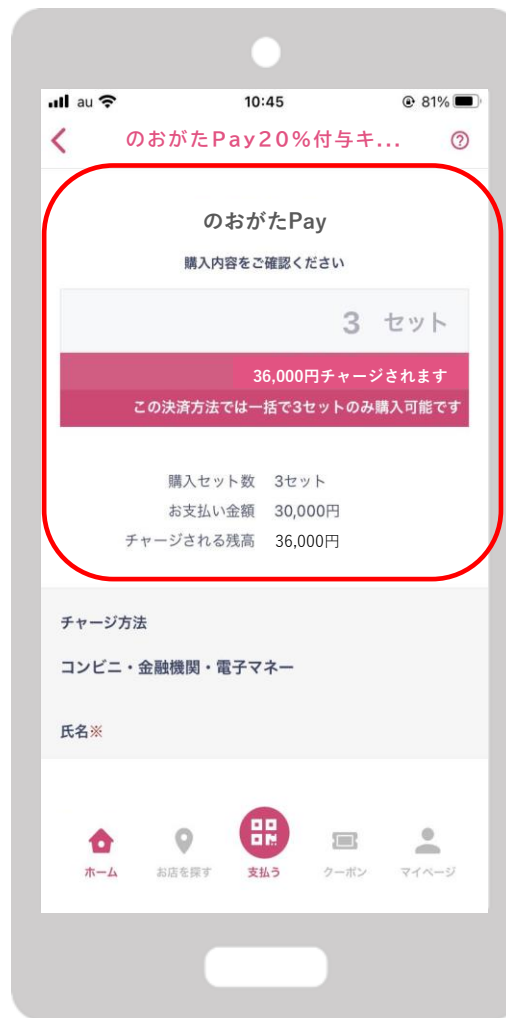 au 10:45 81%
のおがたPay20%付与キ...
のおがたPay
購入内容をご確認ください
3 セット
36,000円チャージされます
この決済方法では一括で3セットのみ購入可能です
購入セット数 3セット
お支払い金額 30,000円
チャージされる残高 36,000円
チャージ方法
コンビニ・金融機関・電子マネー
氏名※
ホーム お店を探す 支払う クーポン マイページ